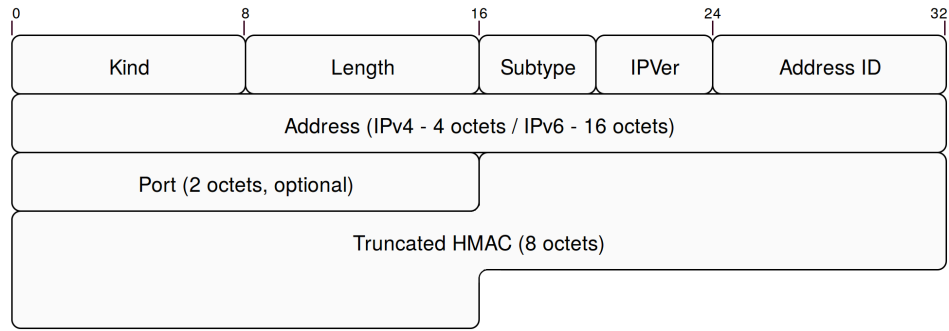 0 8 16 24 32
Kind Length Subtype IPVer Address ID
Address (IPv4 - 4 octets / IPv6 - 16 octets)
Port (2 octets, optional)
Truncated HMAC (8 octets)